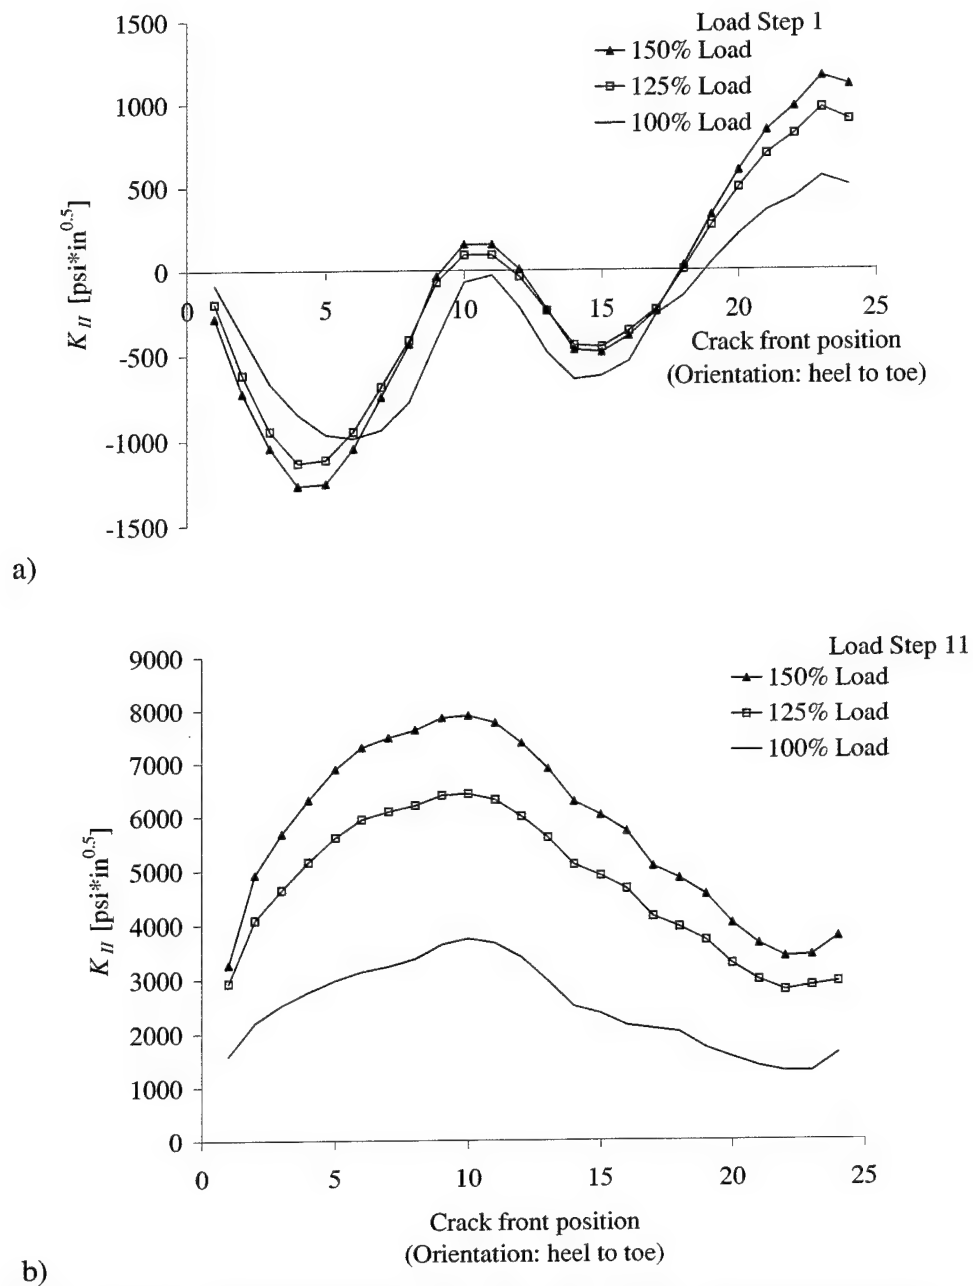 Load Step 1
150% Load
125% Load
100% Load
1500
1000
500
0
-500
-1000
-1500
K_II [psi*in^0.5]
0 5 10 15 20 25
Crack front position
(Orientation: heel to toe)
a)
Load Step 11
150% Load
125% Load
100% Load
9000
8000
7000
6000
5000
4000
3000
2000
1000
0
K_II [psi*in^0.5]
0 5 10 15 20 25
Crack front position
(Orientation: heel to toe)
b)